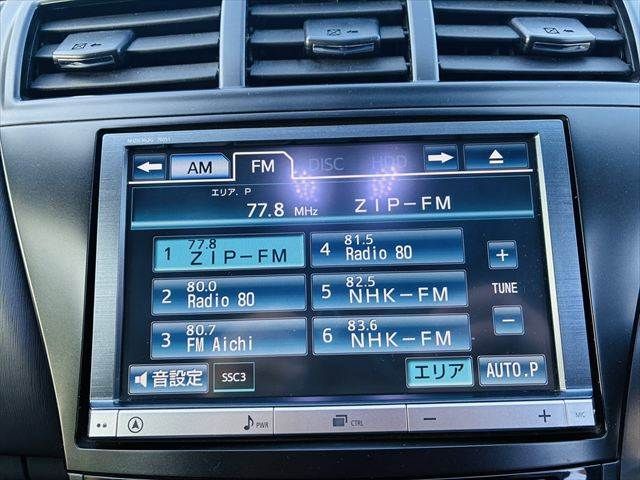 AM FM DISC HDD
エリア. P
77.8 MHz ZIP-FM
1 77.8 ZIP-FM
4 81.5 Radio 80
2 80.0 Radio 80
5 82.5 NHK-FM
3 80.7 FM Aichi
6 83.6 NHK-FM
+
TUNE
−
音設定 SSC3 エリア AUTO.P
PWR CTRL − + MIC